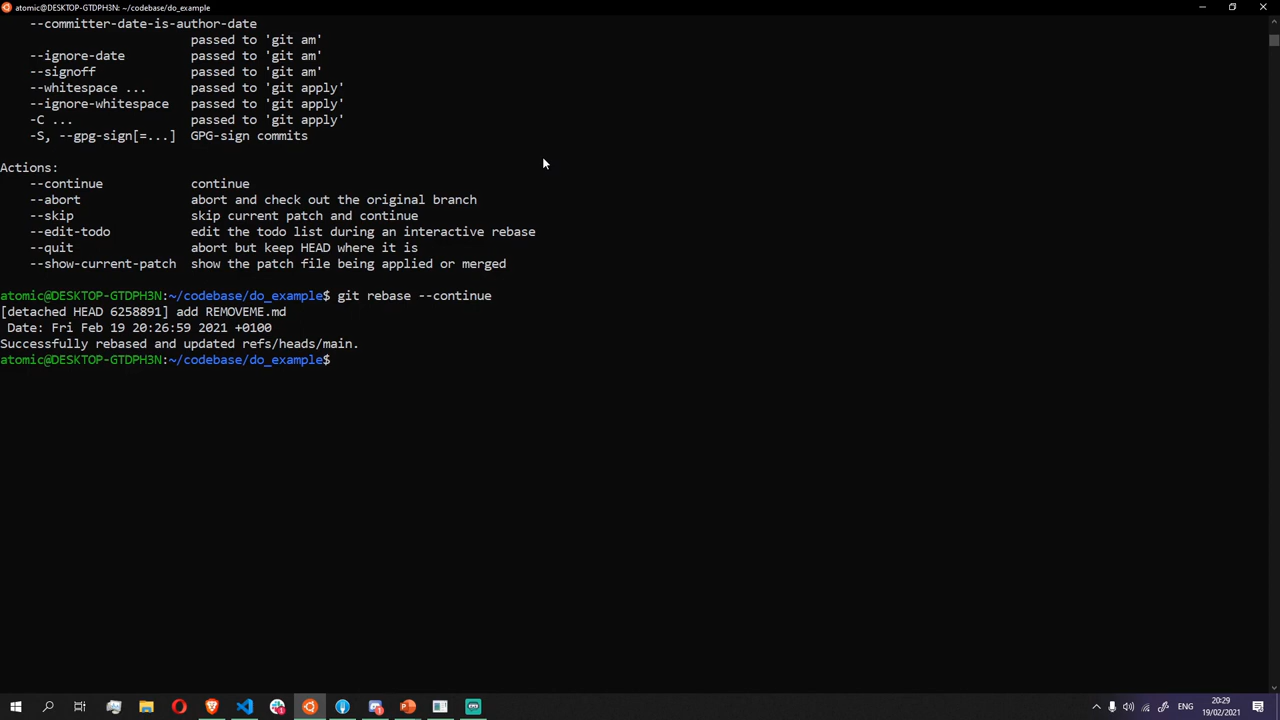 atomic@DESKTOP-GTDPH3N: ~/codebase/do_example
--committer-date-is-author-date
passed to 'git am'
--ignore-date passed to 'git am'
--signoff passed to 'git am'
--whitespace ... passed to 'git apply'
--ignore-whitespace passed to 'git apply'
-C ... passed to 'git apply'
-S, --gpg-sign[=...] GPG-sign commits
Actions:
--continue continue
--abort abort and check out the original branch
--skip skip current patch and continue
--edit-todo edit the todo list during an interactive rebase
--quit abort but keep HEAD where it is
--show-current-patch show the patch file being applied or merged
atomic@DESKTOP-GTDPH3N:~/codebase/do_example$ git rebase --continue
[detached HEAD 6258891] add REMOVEME.md
Date: Fri Feb 19 20:26:59 2021 +0100
Successfully rebased and updated refs/heads/main.
atomic@DESKTOP-GTDPH3N:~/codebase/do_example$
ENG
20:29
19/02/2021